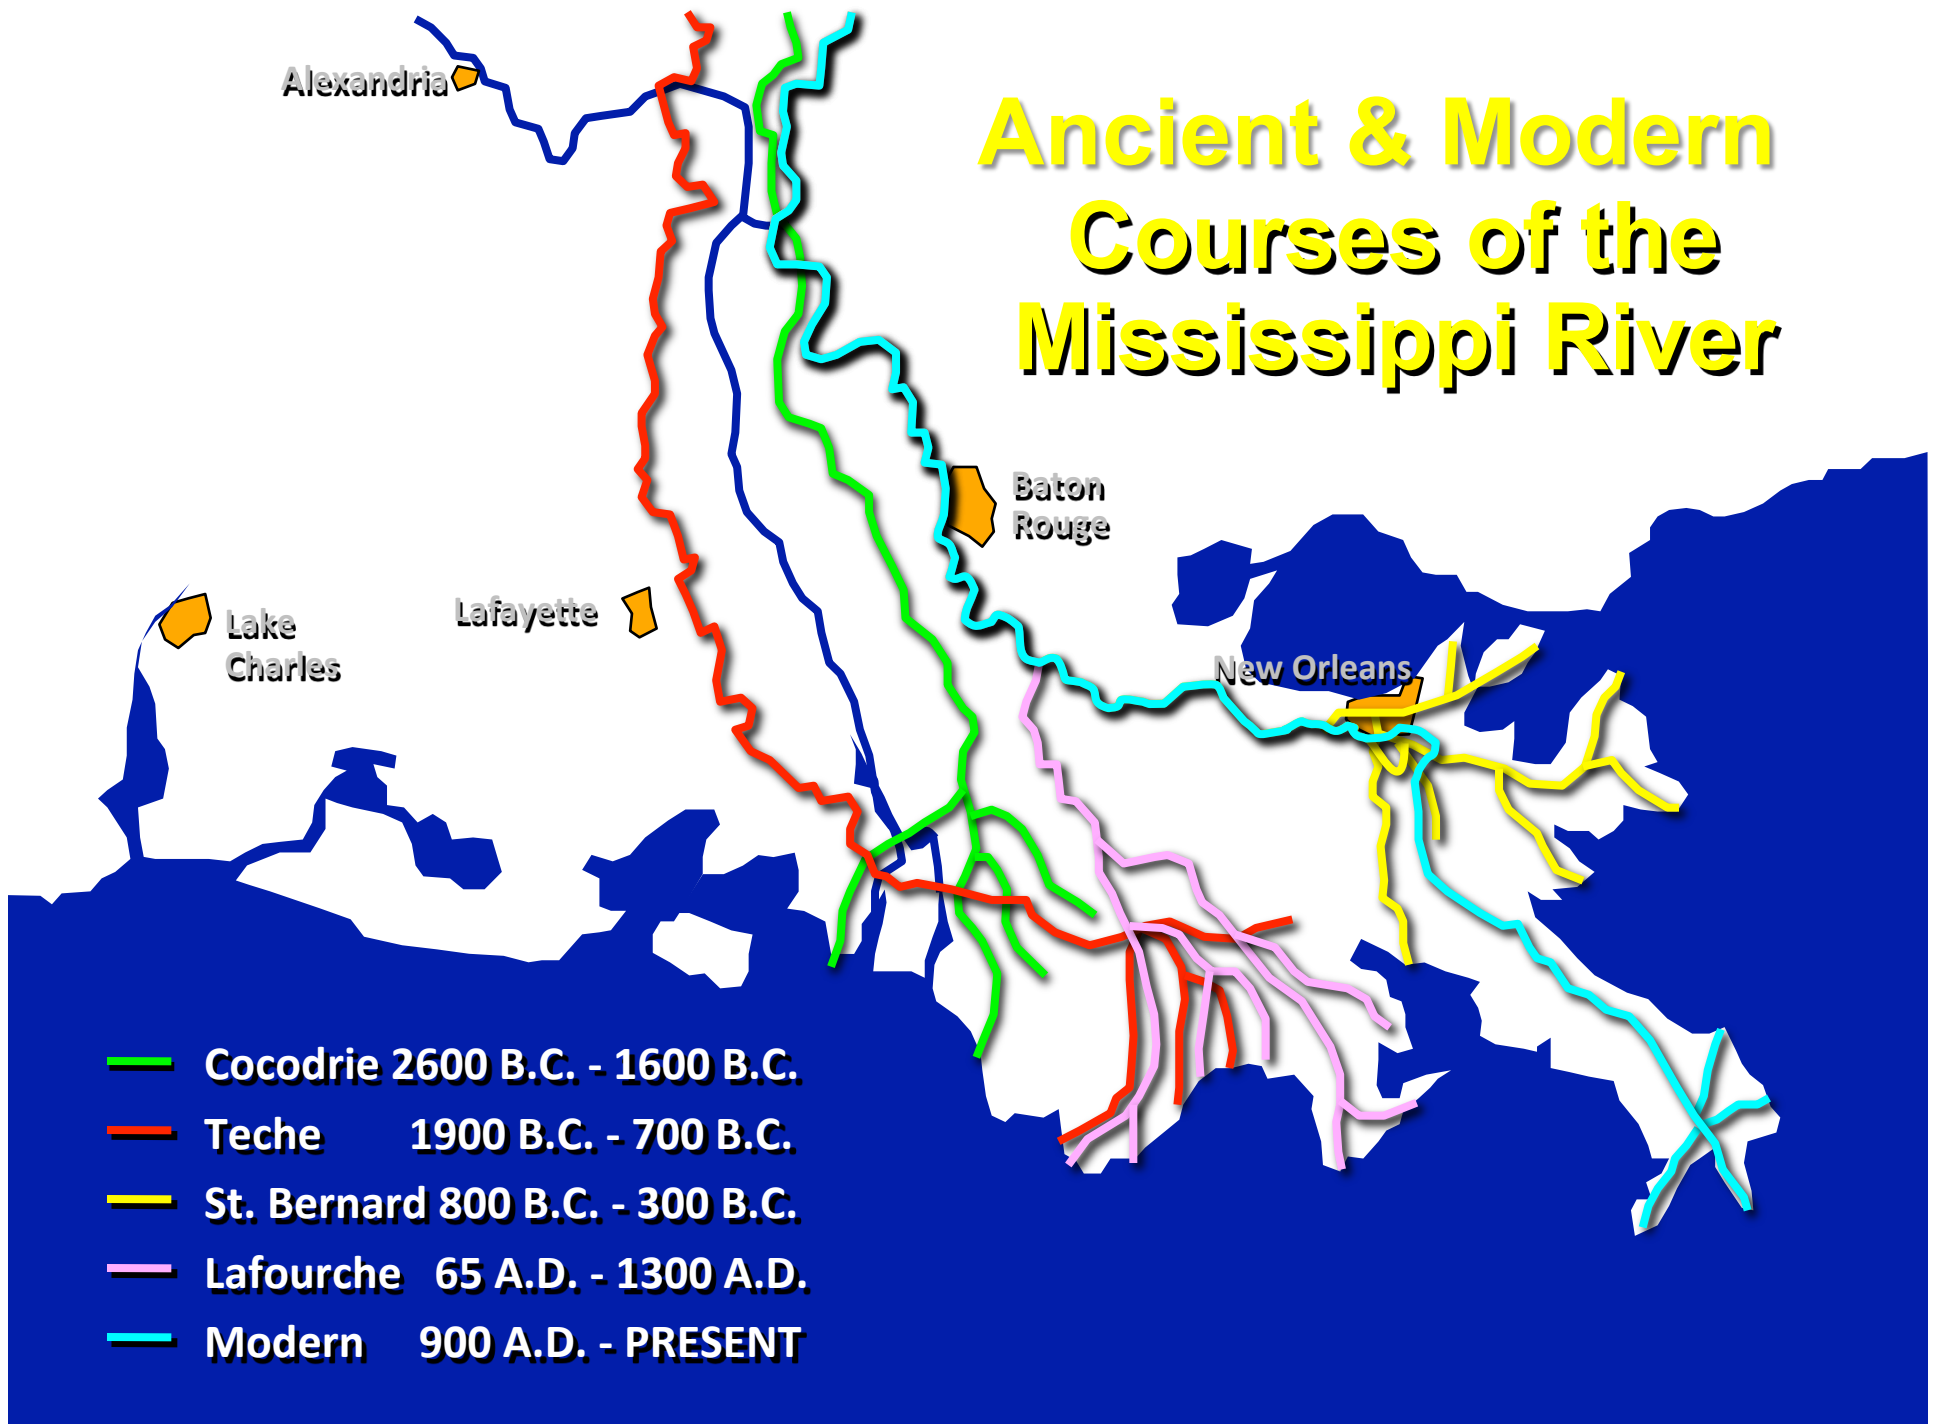 Ancient & Modern
Courses of the
Mississippi River
Alexandria
Baton
Rouge
Lafayette
Lake
Charles
New Orleans
Cocodrie 2600 B.C. - 1600 B.C.
Teche 1900 B.C. - 700 B.C.
St. Bernard 800 B.C. - 300 B.C.
Lafourche 65 A.D. - 1300 A.D.
Modern 900 A.D. - PRESENT